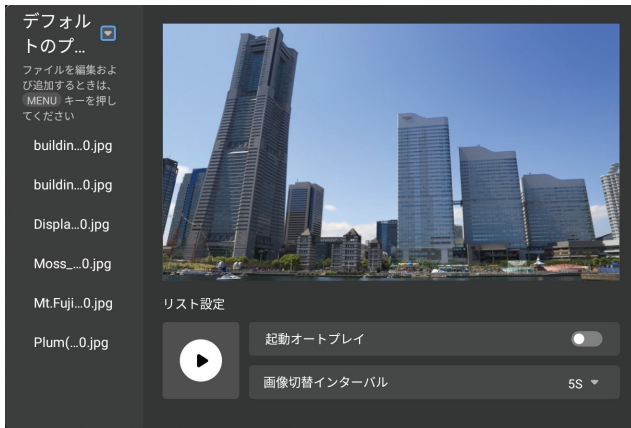 デフォル
トのプ...
ファイルを編集およ
び追加するときは、
MENU キーを押し
てください
buildin...0.jpg
buildin...0.jpg
Displa...0.jpg
Moss_...0.jpg
Mt.Fuji...0.jpg
Plum(...0.jpg
リスト設定
起動オートプレイ
画像切替インターバル
5S